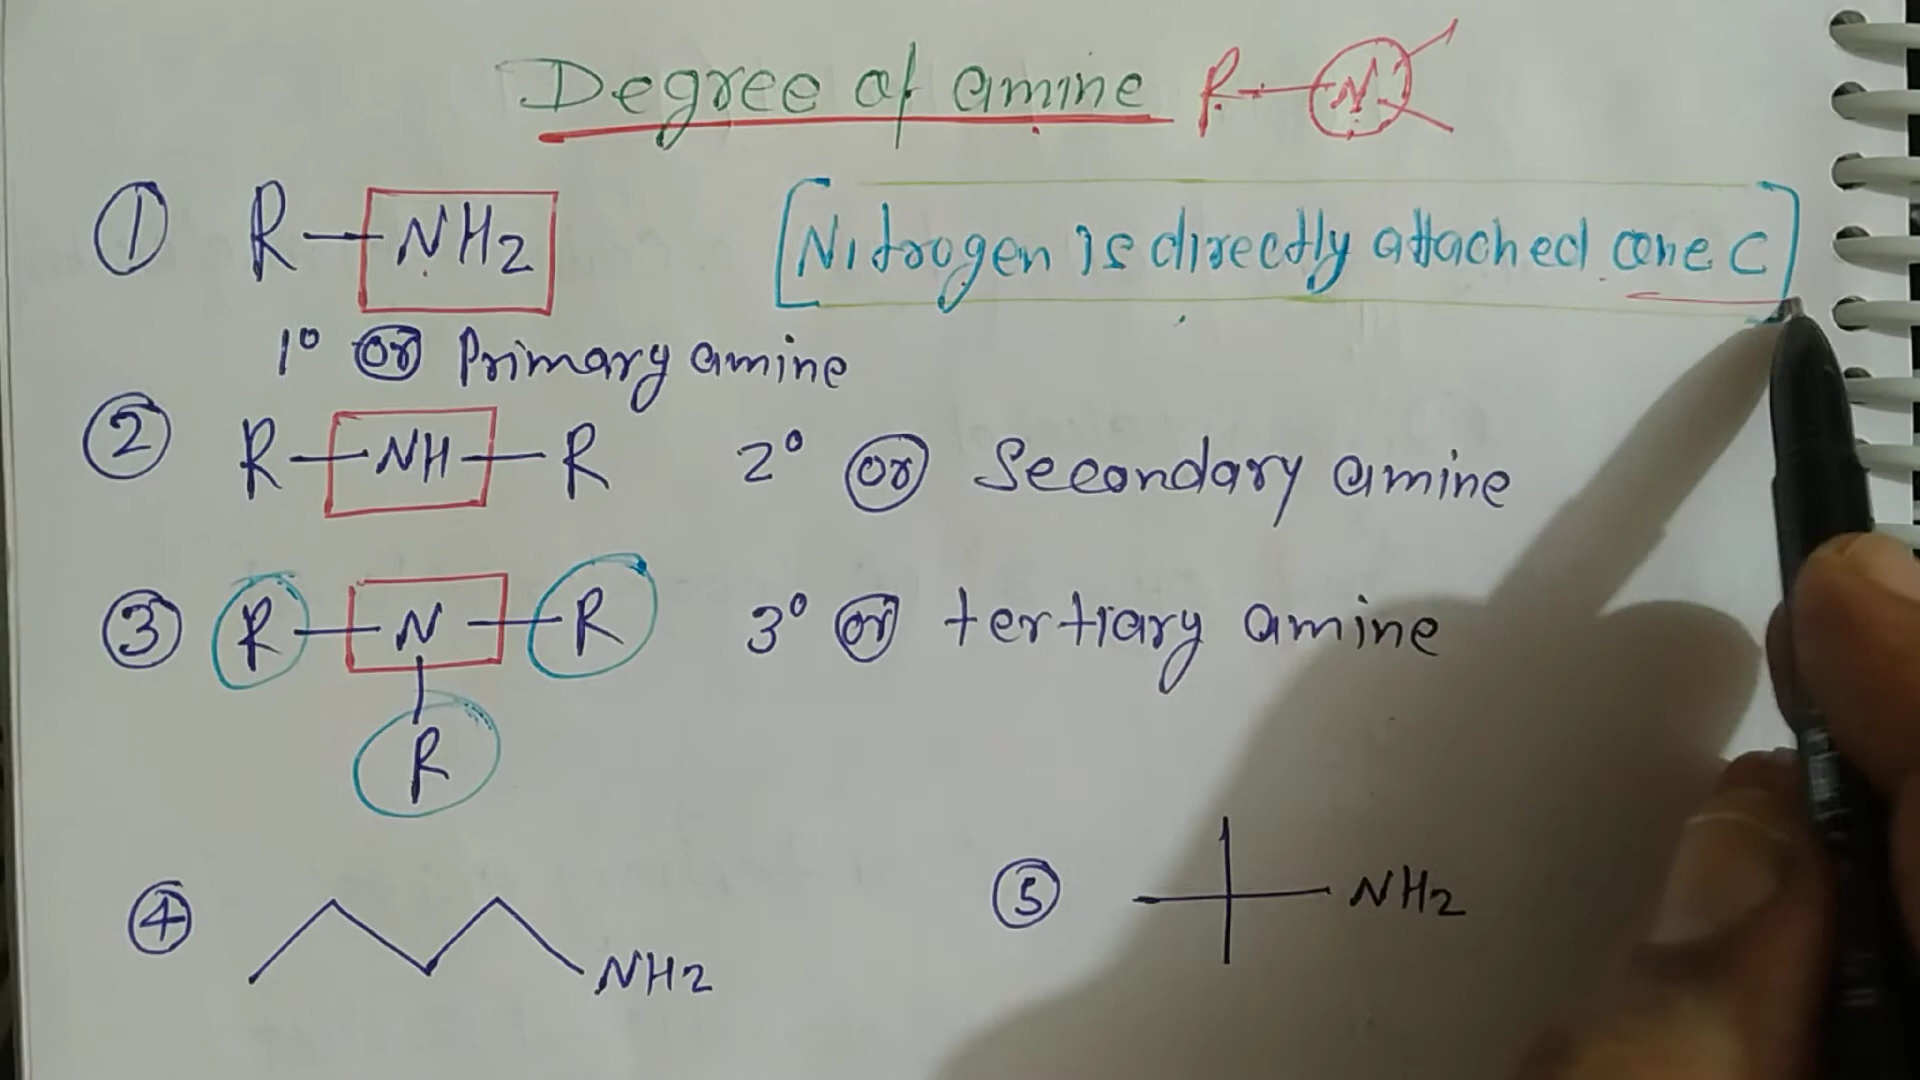 Degree of amine R-N
① R-NH2 [Nitrogen is directly attached one C]
1° or Primary amine
② R-NH-R 2° or Secondary amine
③ R-N-R 3° or tertiary amine
R
④ NH2 ⑤ NH2